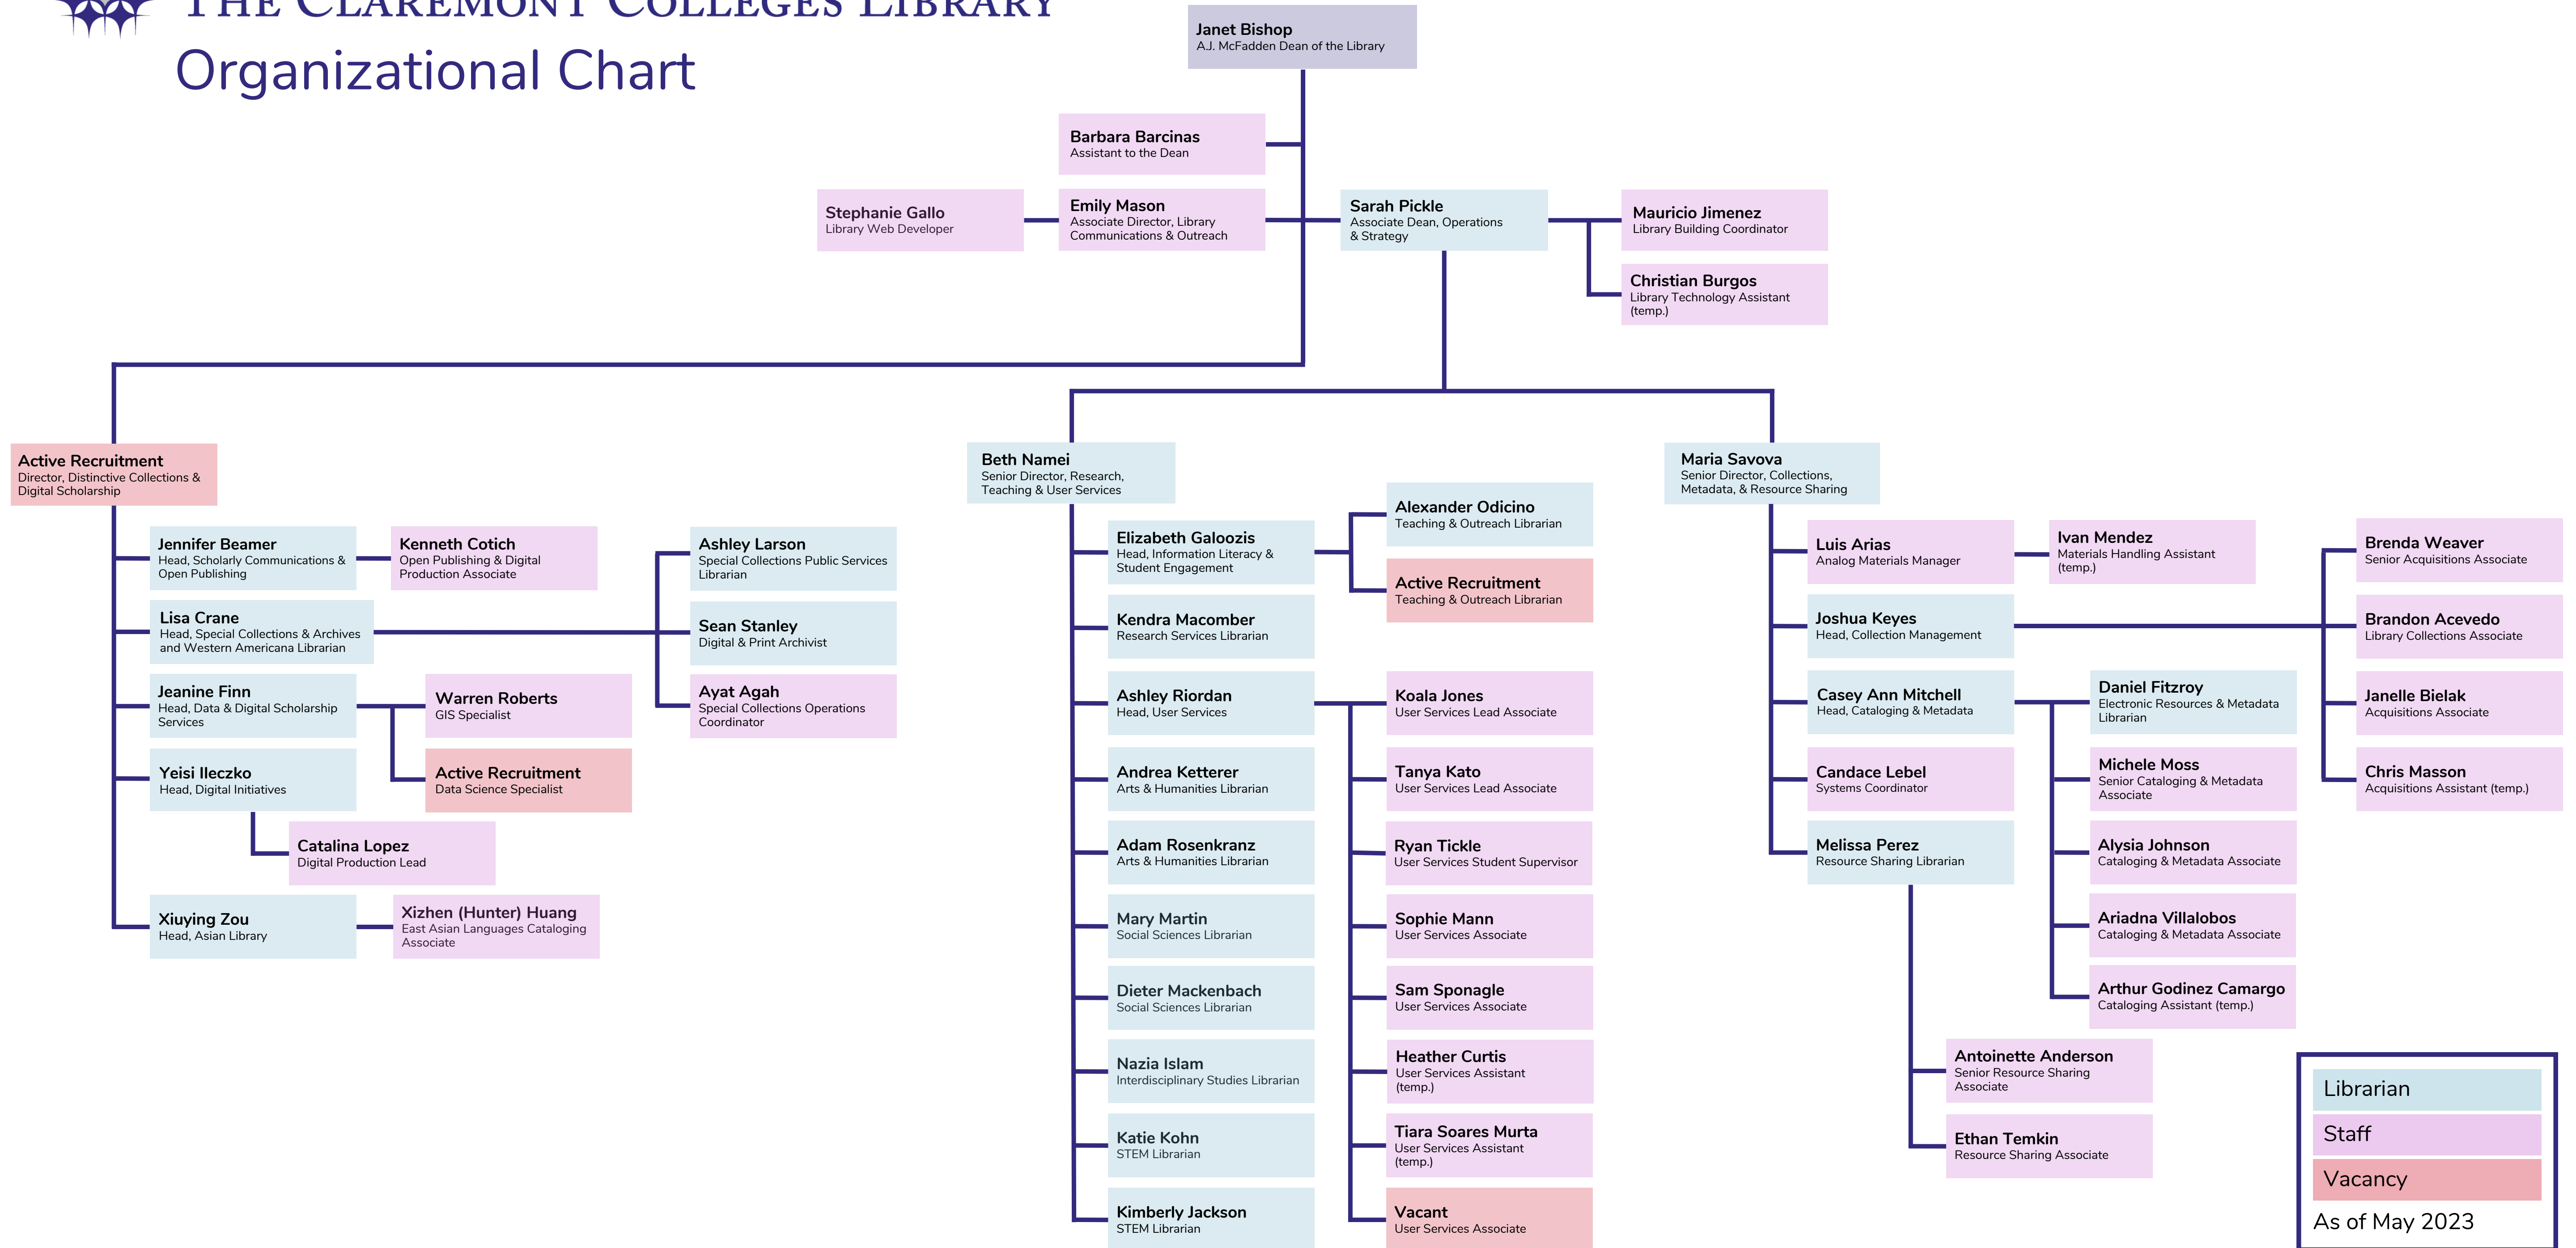 THE CLAREMONT COLLEGES LIBRARY
Organizational Chart
Janet Bishop
A.J. McFadden Dean of the Library
Barbara Barcinas
Assistant to the Dean
Stephanie Gallo
Library Web Developer
Emily Mason
Associate Director, Library
Communications & Outreach
Sarah Pickle
Associate Dean, Operations
& Strategy
Mauricio Jimenez
Library Building Coordinator
Christian Burgos
Library Technology Assistant
(temp.)
Active Recruitment
Director, Distinctive Collections &
Digital Scholarship
Jennifer Beamer
Head, Scholarly Communications &
Open Publishing
Kenneth Cotich
Open Publishing & Digital
Production Associate
Lisa Crane
Head, Special Collections & Archives
and Western Americana Librarian
Ashley Larson
Special Collections Public Services
Librarian
Sean Stanley
Digital & Print Archivist
Ayat Agah
Special Collections Operations
Coordinator
Jeanine Finn
Head, Data & Digital Scholarship
Services
Warren Roberts
GIS Specialist
Active Recruitment
Data Science Specialist
Yeisi Ileczko
Head, Digital Initiatives
Catalina Lopez
Digital Production Lead
Xiuying Zou
Head, Asian Library
Xizhen (Hunter) Huang
East Asian Languages Cataloging
Associate
Beth Namei
Senior Director, Research,
Teaching & User Services
Elizabeth Galoozis
Head, Information Literacy &
Student Engagement
Alexander Odicino
Teaching & Outreach Librarian
Active Recruitment
Teaching & Outreach Librarian
Kendra Macomber
Research Services Librarian
Ashley Riordan
Head, User Services
Koala Jones
User Services Lead Associate
Tanya Kato
User Services Lead Associate
Ryan Tickle
User Services Student Supervisor
Sophie Mann
User Services Associate
Sam Sponagle
User Services Associate
Heather Curtis
User Services Assistant
(temp.)
Tiara Soares Murta
User Services Assistant
(temp.)
Vacant
User Services Associate
Andrea Ketterer
Arts & Humanities Librarian
Adam Rosenkranz
Arts & Humanities Librarian
Mary Martin
Social Sciences Librarian
Dieter Mackenbach
Social Sciences Librarian
Nazia Islam
Interdisciplinary Studies Librarian
Katie Kohn
STEM Librarian
Kimberly Jackson
STEM Librarian
Maria Savova
Senior Director, Collections,
Metadata, & Resource Sharing
Luis Arias
Analog Materials Manager
Ivan Mendez
Materials Handling Assistant
(temp.)
Joshua Keyes
Head, Collection Management
Brenda Weaver
Senior Acquisitions Associate
Brandon Acevedo
Library Collections Associate
Janelle Bielak
Acquisitions Associate
Chris Masson
Acquisitions Assistant (temp.)
Casey Ann Mitchell
Head, Cataloging & Metadata
Daniel Fitzroy
Electronic Resources & Metadata
Librarian
Michele Moss
Senior Cataloging & Metadata
Associate
Alysia Johnson
Cataloging & Metadata Associate
Ariadna Villalobos
Cataloging & Metadata Associate
Arthur Godinez Camargo
Cataloging Assistant (temp.)
Candace Lebel
Systems Coordinator
Melissa Perez
Resource Sharing Librarian
Antoinette Anderson
Senior Resource Sharing
Associate
Ethan Temkin
Resource Sharing Associate
Librarian
Staff
Vacancy
As of May 2023